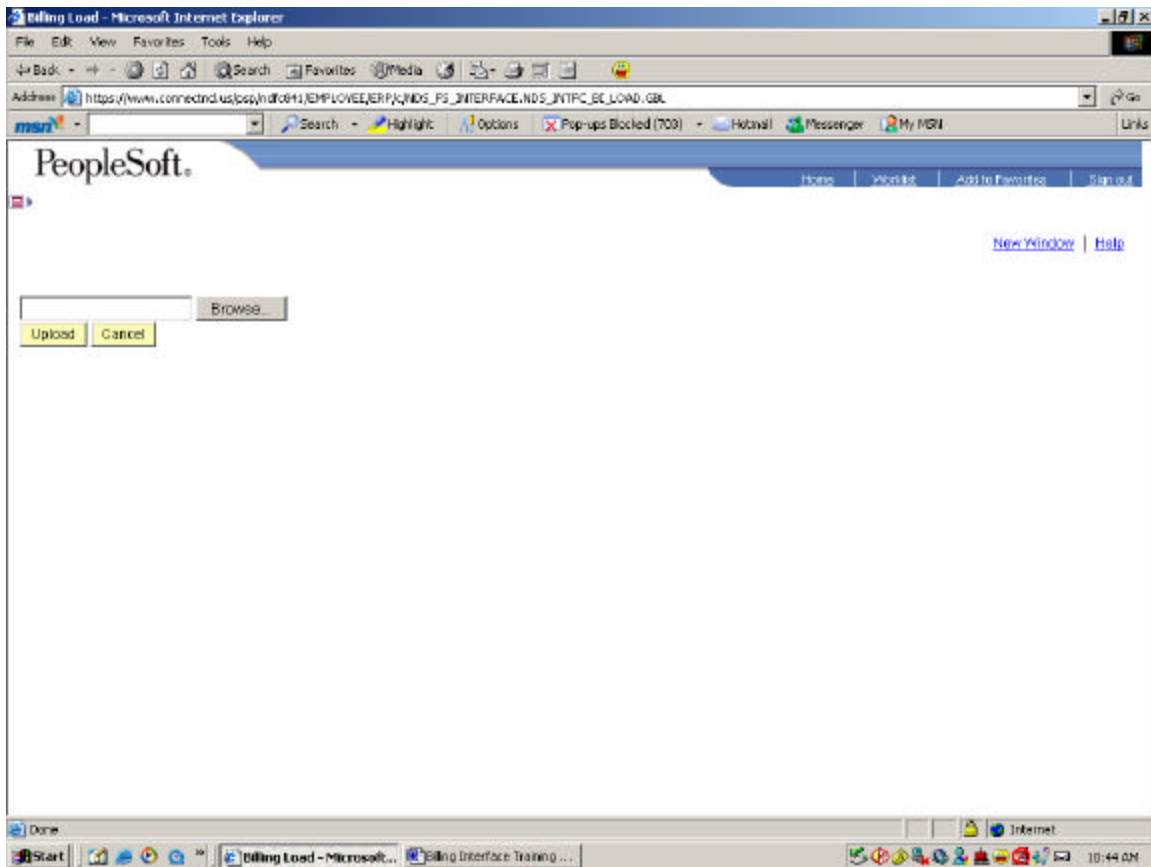 Billing Load - Microsoft Internet Explorer
File Edit View Favorites Tools Help
Back Search Favorites Media
Address https://www.connectnd.us/psp/ndfc841/EMPLOYEE/ERP/c/NDS_FS_INTERFACE.NDS_INTFC_BI_LOAD.GBL Go
msn Search Highlight Options Pop-ups Blocked (703) Hotmail Messenger My MSN Links
PeopleSoft.
Home Worklist Add to Favorites Sign out
New Window | Help
Browse...
Upload Cancel
Done Internet
Start Billing Load - Microsoft... Billing Interface Training ... 10:44 AM